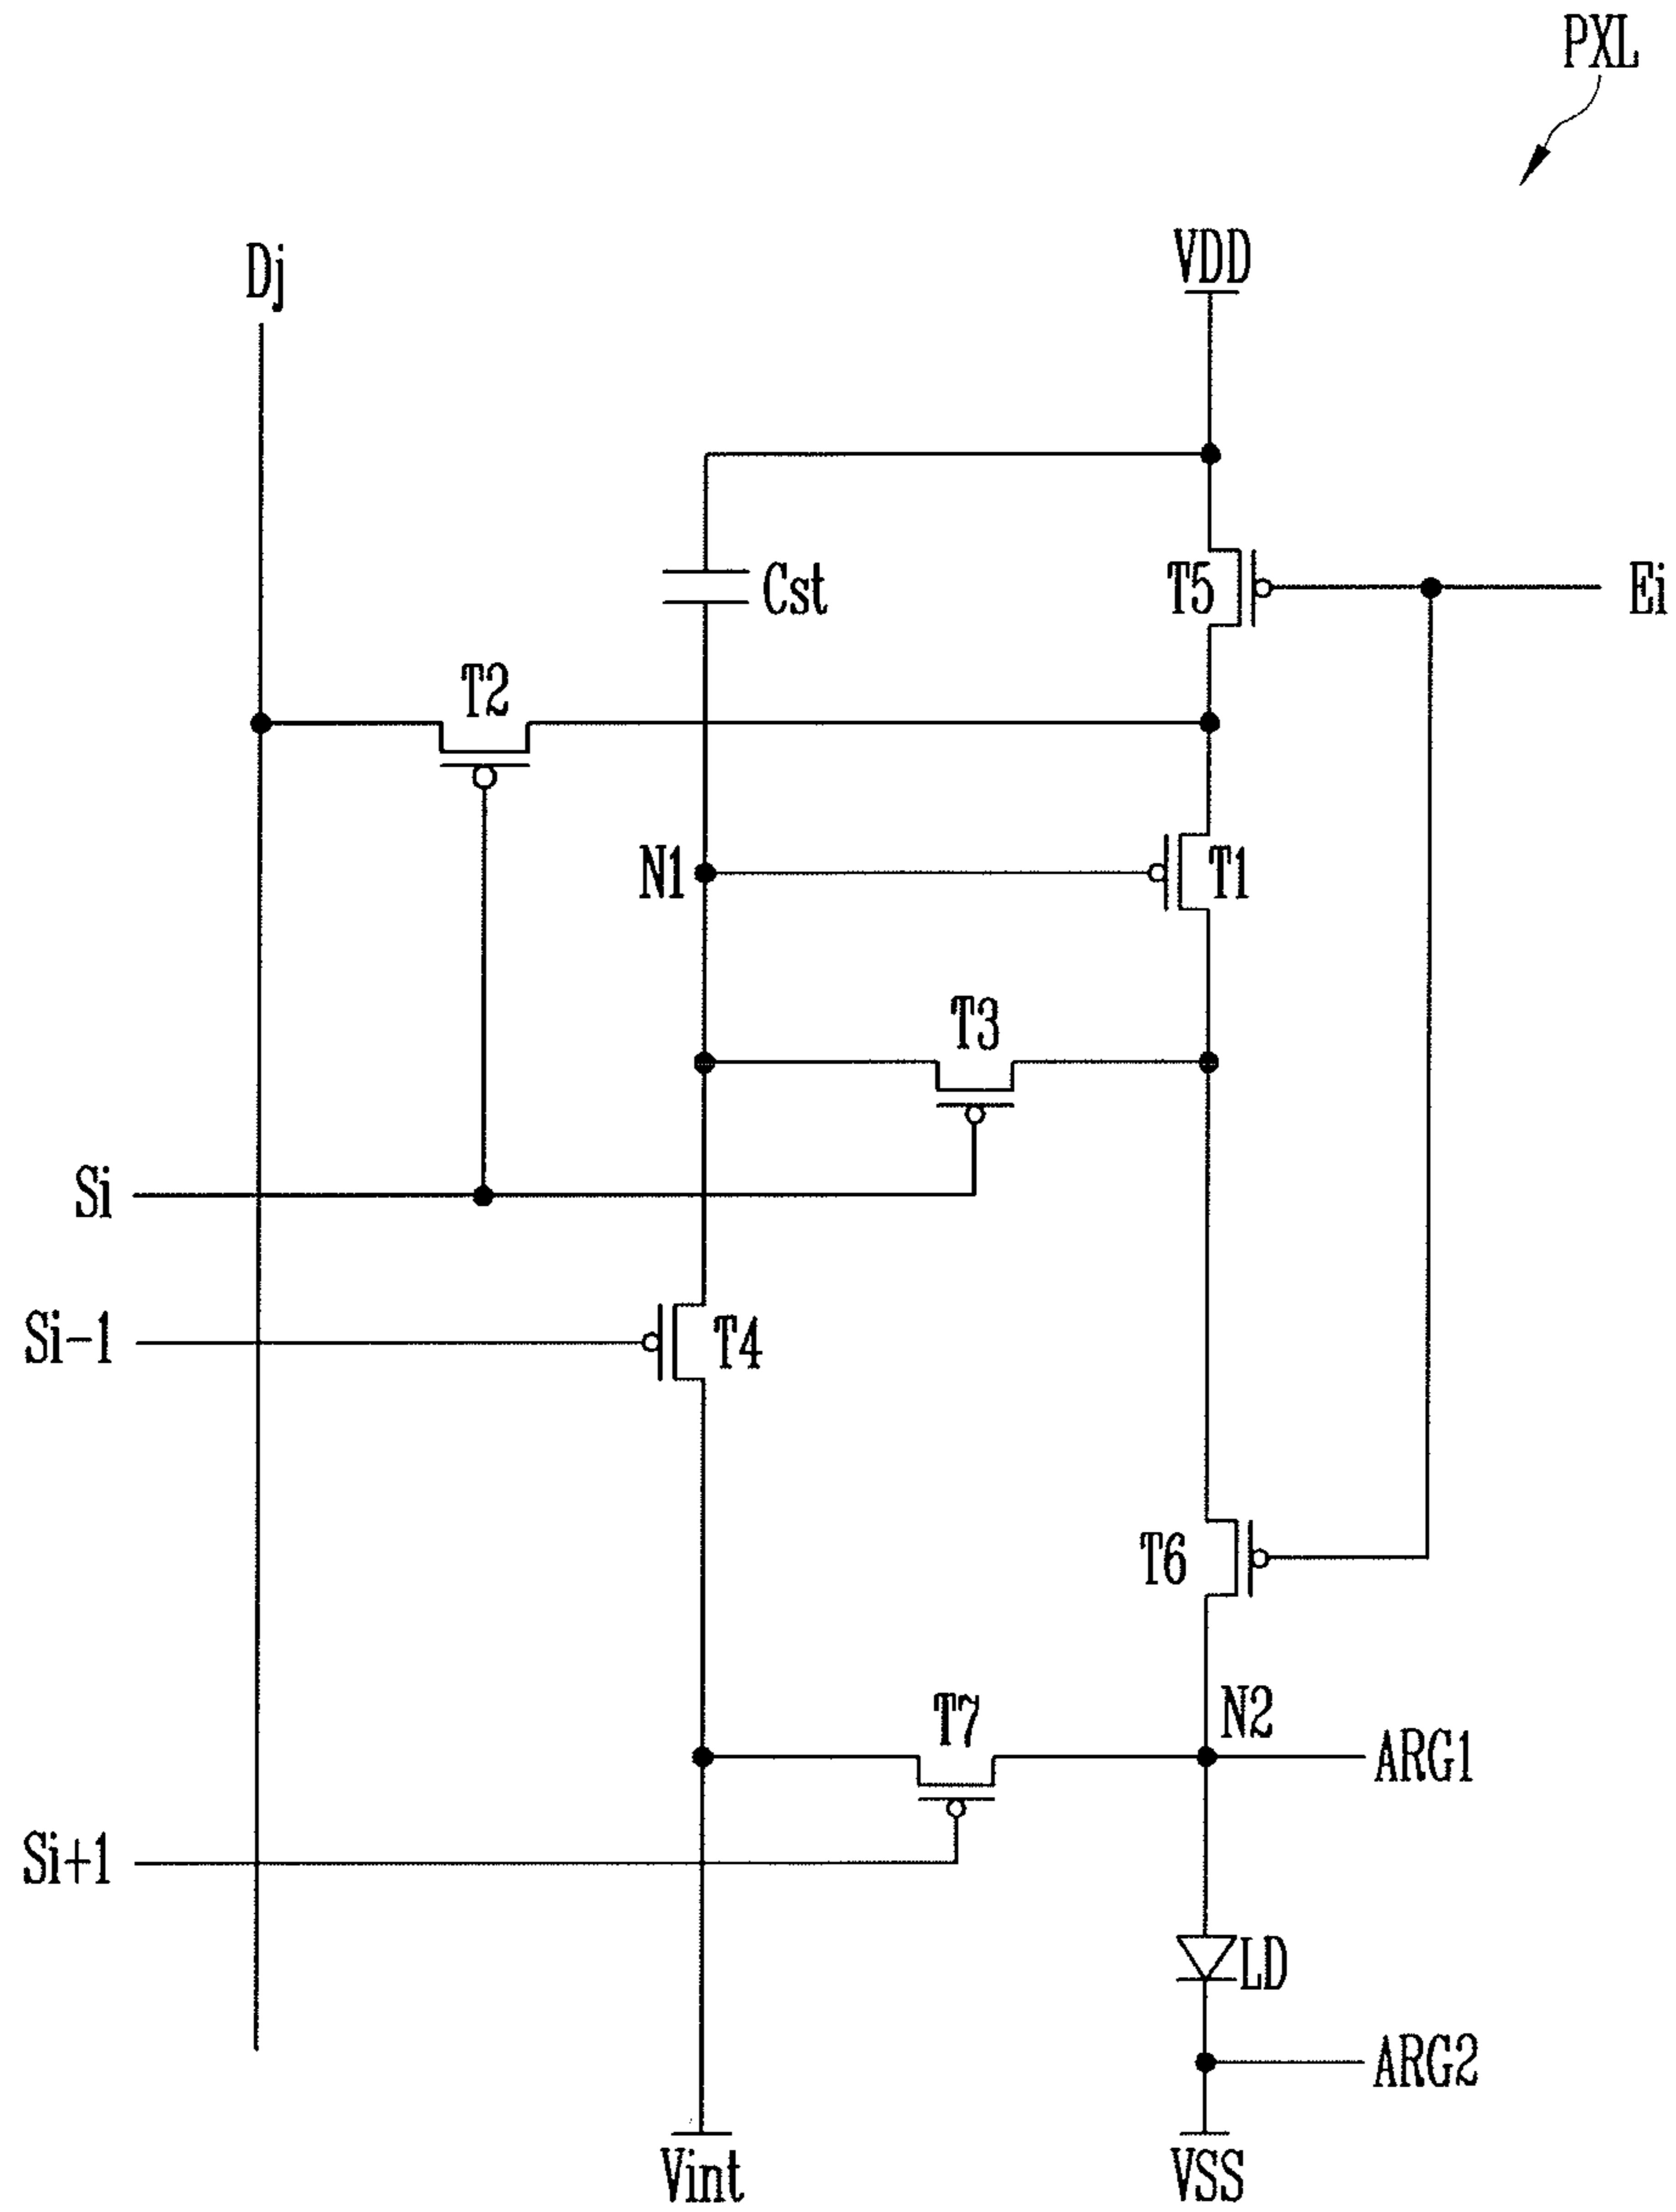 PXL
Dj
VDD
Cst
T5
Ei
T2
N1
T1
T3
Si
Si-1
T4
T6
T7
N2
ARG1
Si+1
LD
ARG2
Vint
VSS